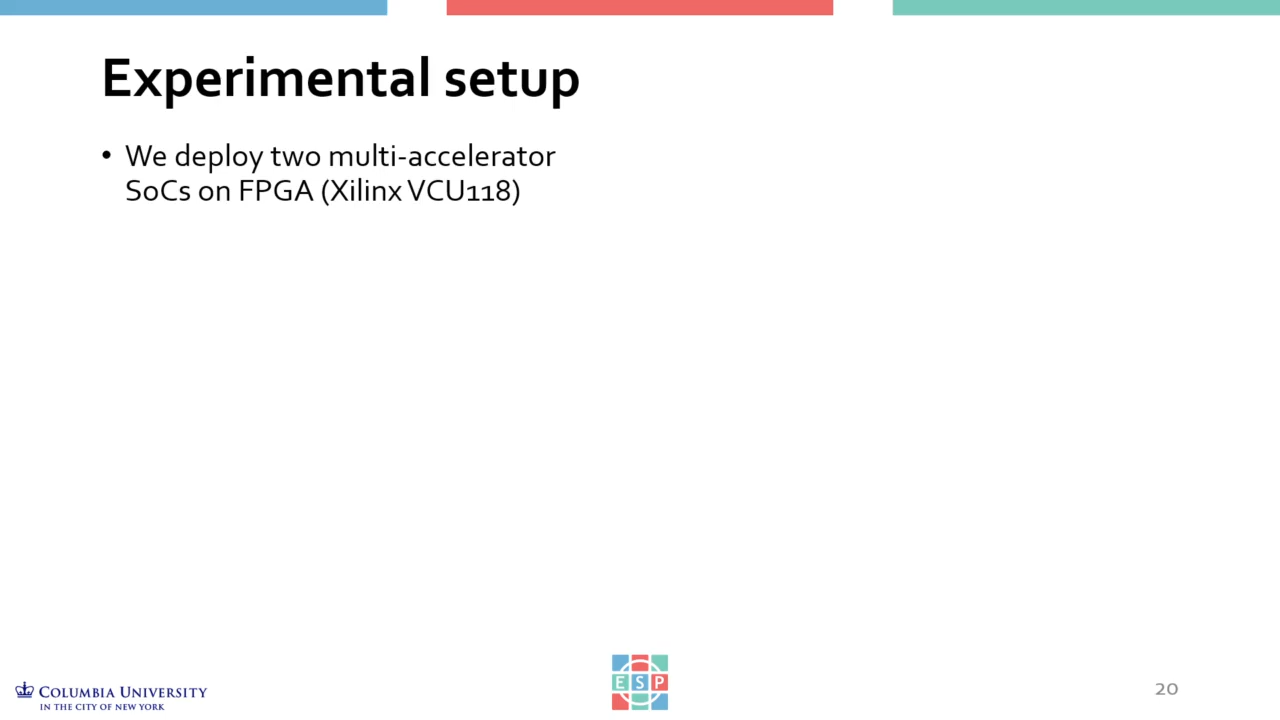 Experimental setup
• We deploy two multi-accelerator
SoCs on FPGA (Xilinx VCU118)
COLUMBIA UNIVERSITY
IN THE CITY OF NEW YORK
ESP
20